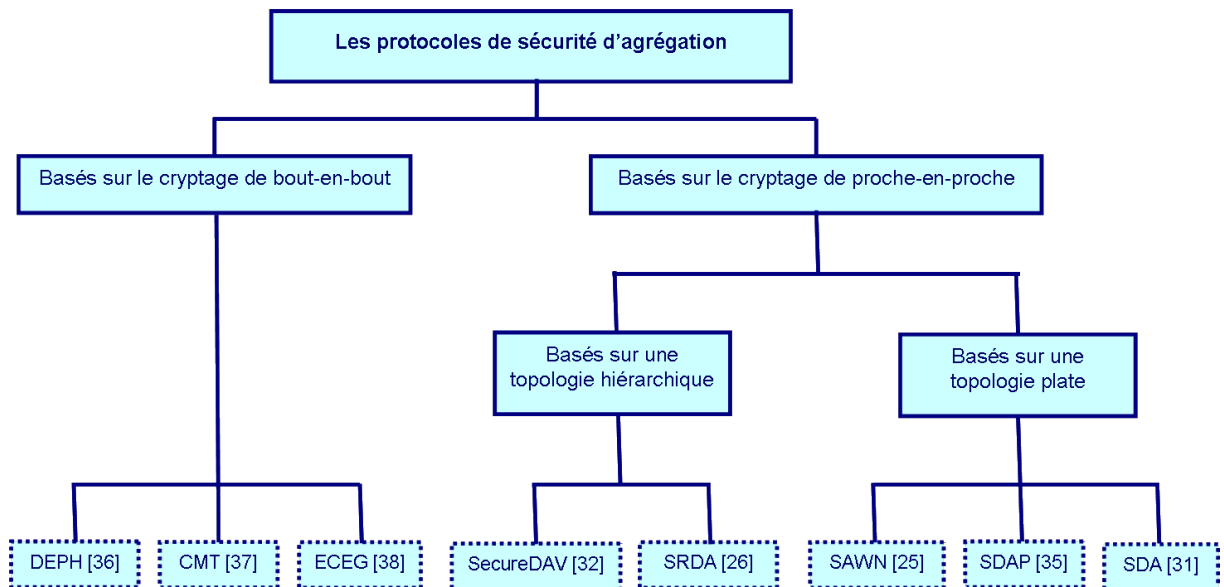 Les protocoles de sécurité d'agrégation
Basés sur le cryptage de bout-en-bout
Basés sur le cryptage de proche-en-proche
Basés sur une
topologie hiérarchique
Basés sur une
topologie plate
DEPH [36]
CMT [37]
ECEG [38]
SecureDAV [32]
SRDA [26]
SAWN [25]
SDAP [35]
SDA [31]